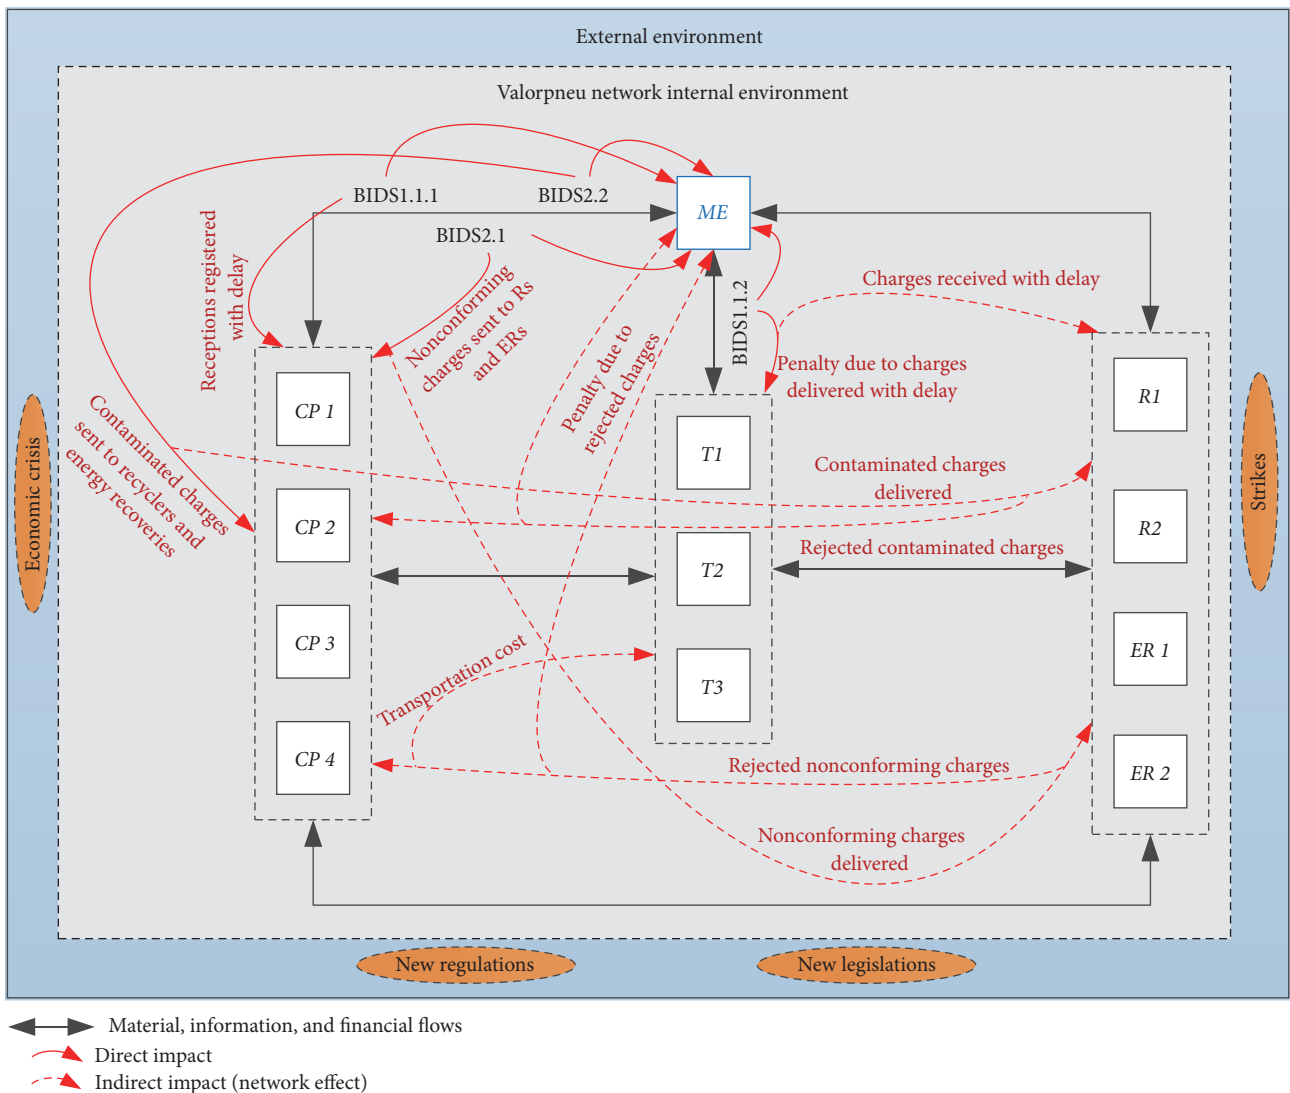 External environment
Valorpneu network internal environment
BIDS1.1.1
BIDS2.2
ME
BIDS2.1
Receptions registered
with delay
Nonconforming
charges sent to Rs
and ERs
BIDS1.1.2
Charges received with delay
Penalty due to
rejected charges
Penalty due to charges
delivered with delay
CP 1
CP 2
CP 3
CP 4
T1
T2
T3
R1
R2
ER 1
ER 2
Contaminated charges
sent to recyclers and
energy recoveries
Contaminated charges
delivered
Rejected contaminated charges
Transportation cost
Rejected nonconforming charges
Nonconforming charges
delivered
Economic crisis
Strikes
New regulations
New legislations
Material, information, and financial flows
Direct impact
Indirect impact (network effect)